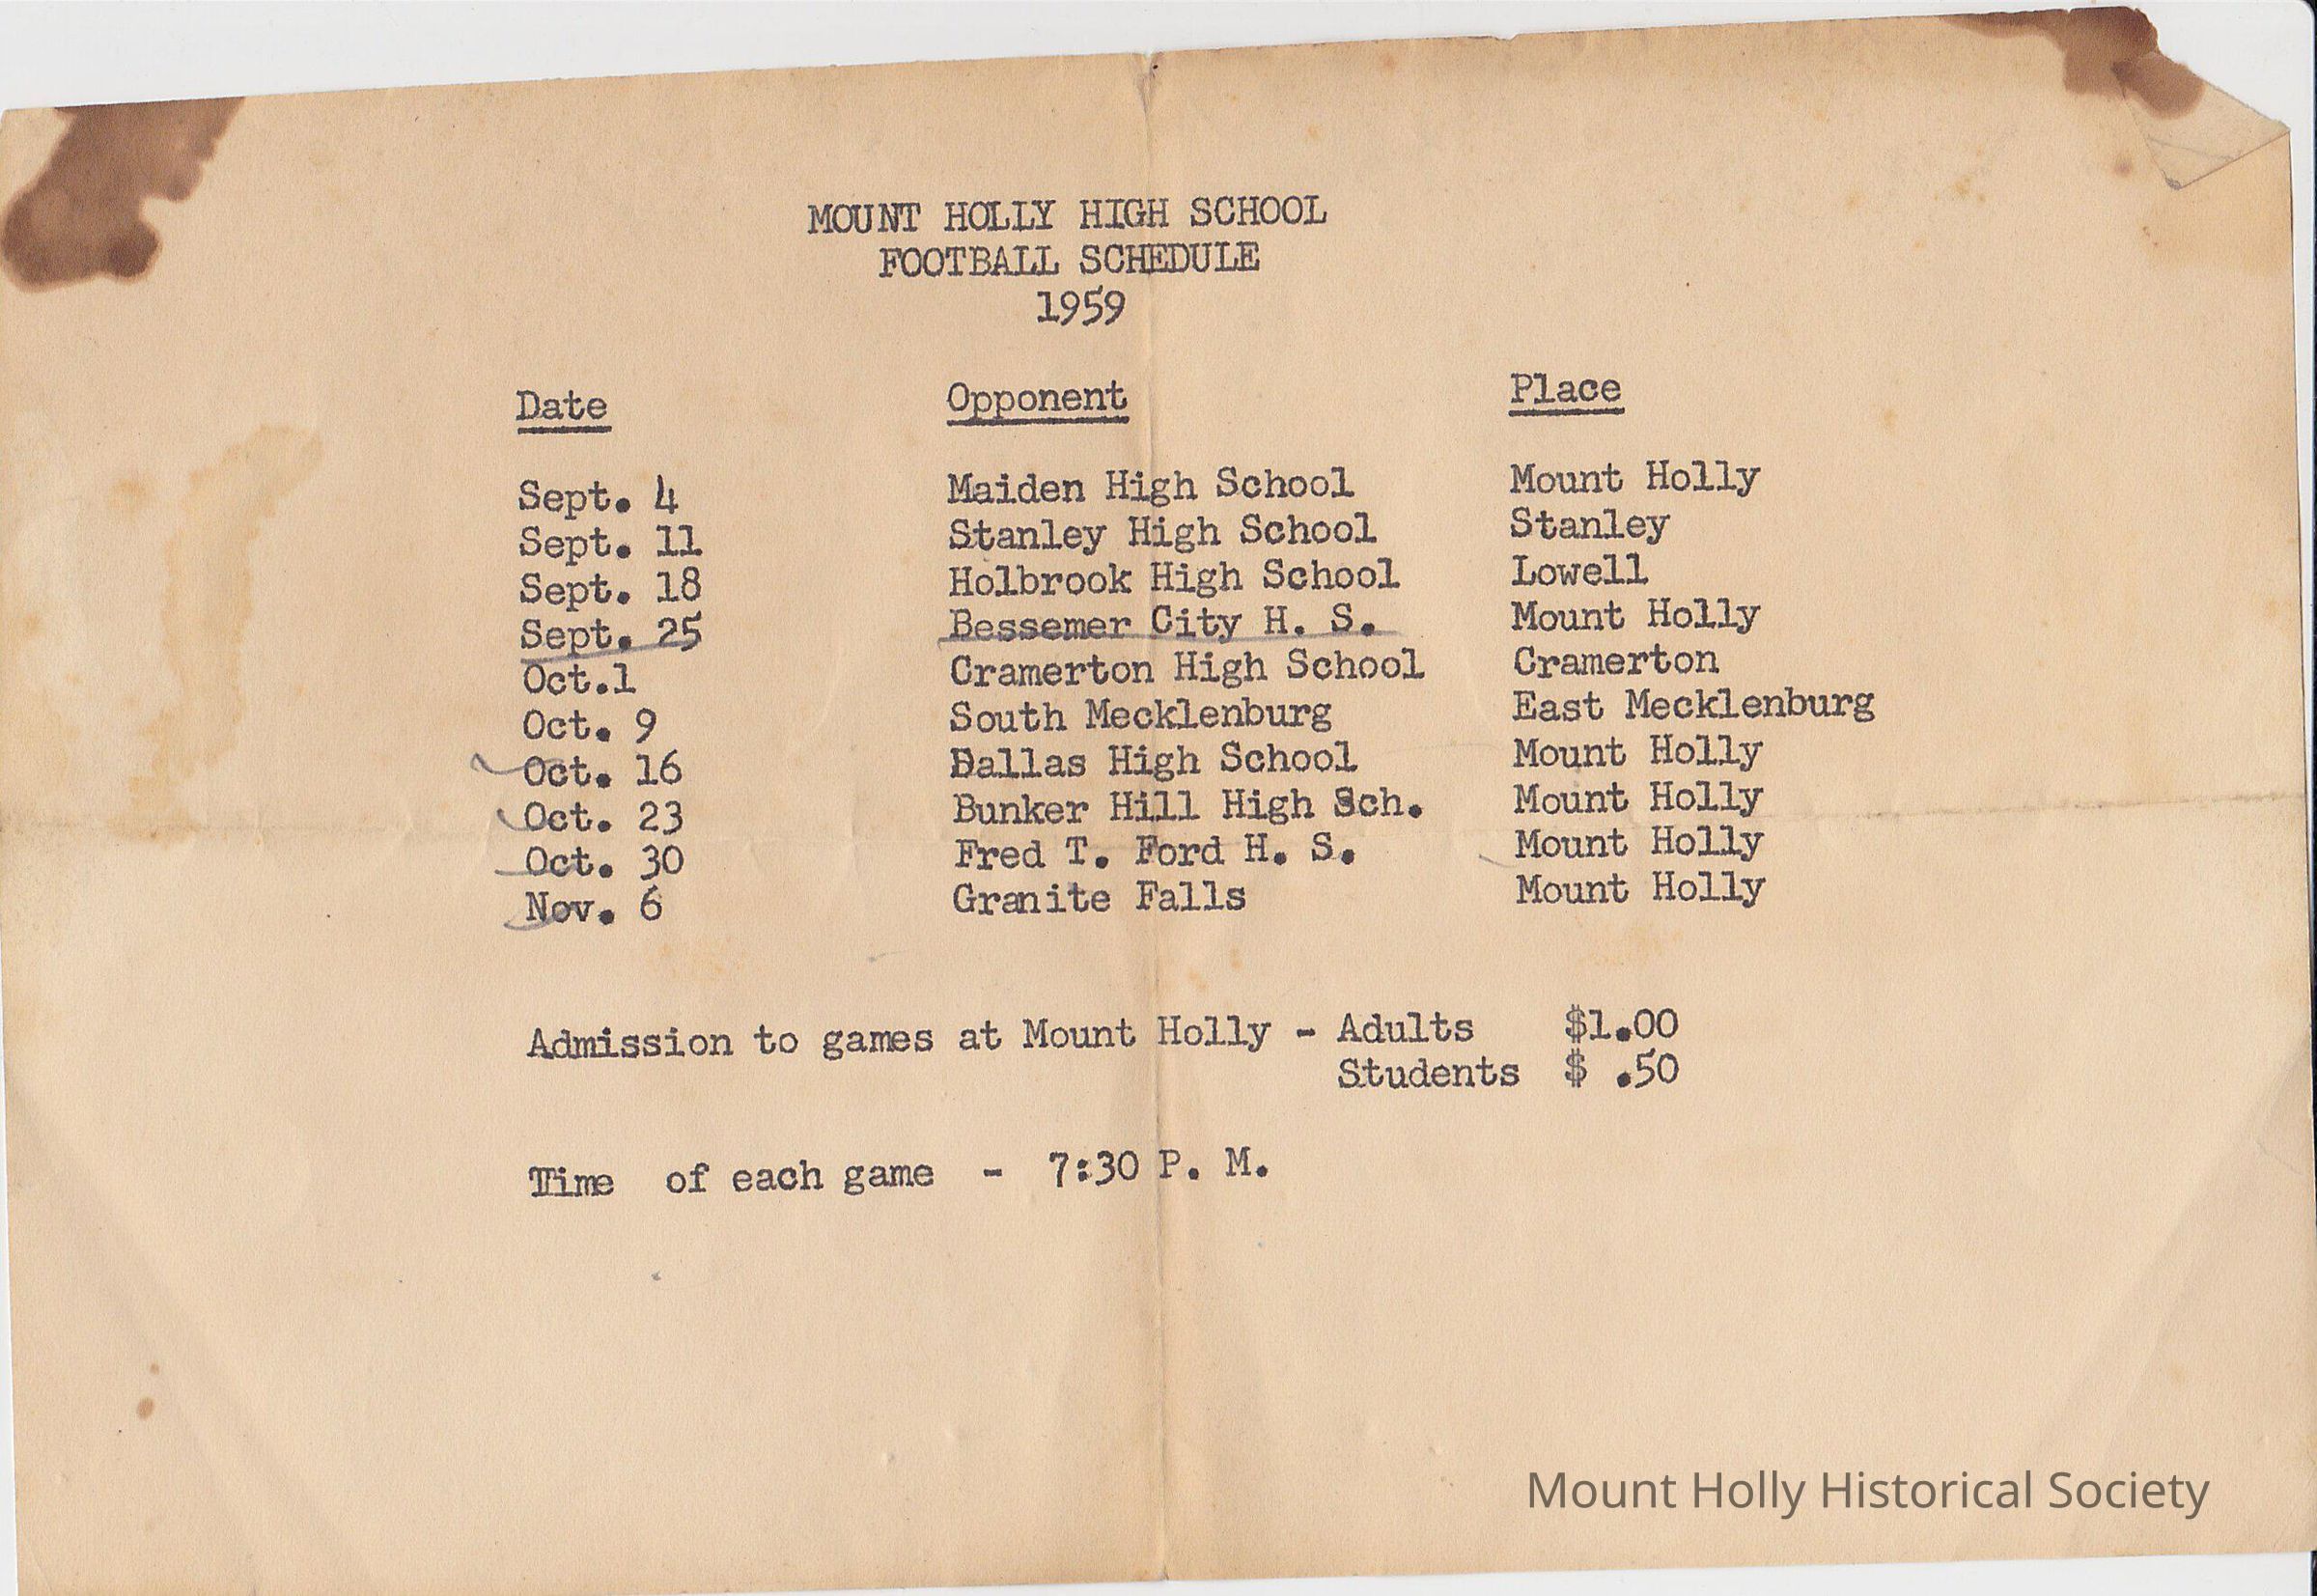 MOUNT HOLLY HIGH SCHOOL
FOOTBALL SCHEDULE
1959
Date Opponent Place
Sept. 4 Maiden High School Mount Holly
Sept. 11 Stanley High School Stanley
Sept. 18 Holbrook High School Lowell
Sept. 25 Bessemer City H. S. Mount Holly
Oct.1 Cramerton High School Cramerton
Oct. 9 South Mecklenburg East Mecklenburg
Oct. 16 Dallas High School Mount Holly
Oct. 23 Bunker Hill High Sch. Mount Holly
Oct. 30 Fred T. Ford H. S. Mount Holly
Nov. 6 Granite Falls Mount Holly
Admission to games at Mount Holly - Adults $1.00
Students $ .50
Time of each game - 7:30 P. M.
Mount Holly Historical Society